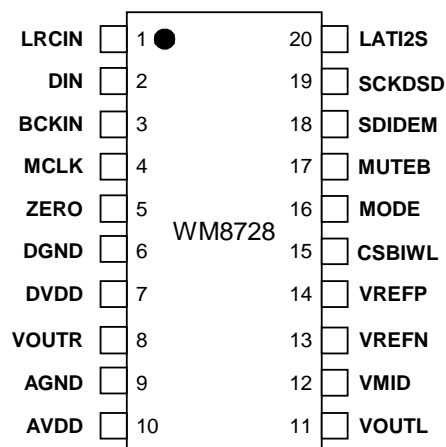 LRCIN 1 20 LATI2S
DIN 2 19 SCKDSD
BCKIN 3 18 SDIDEM
MCLK 4 17 MUTEB
ZERO 5 16 MODE
WM8728
DGND 6 15 CSBIWL
DVDD 7 14 VREFP
VOUTR 8 13 VREFN
AGND 9 12 VMID
AVDD 10 11 VOUTL